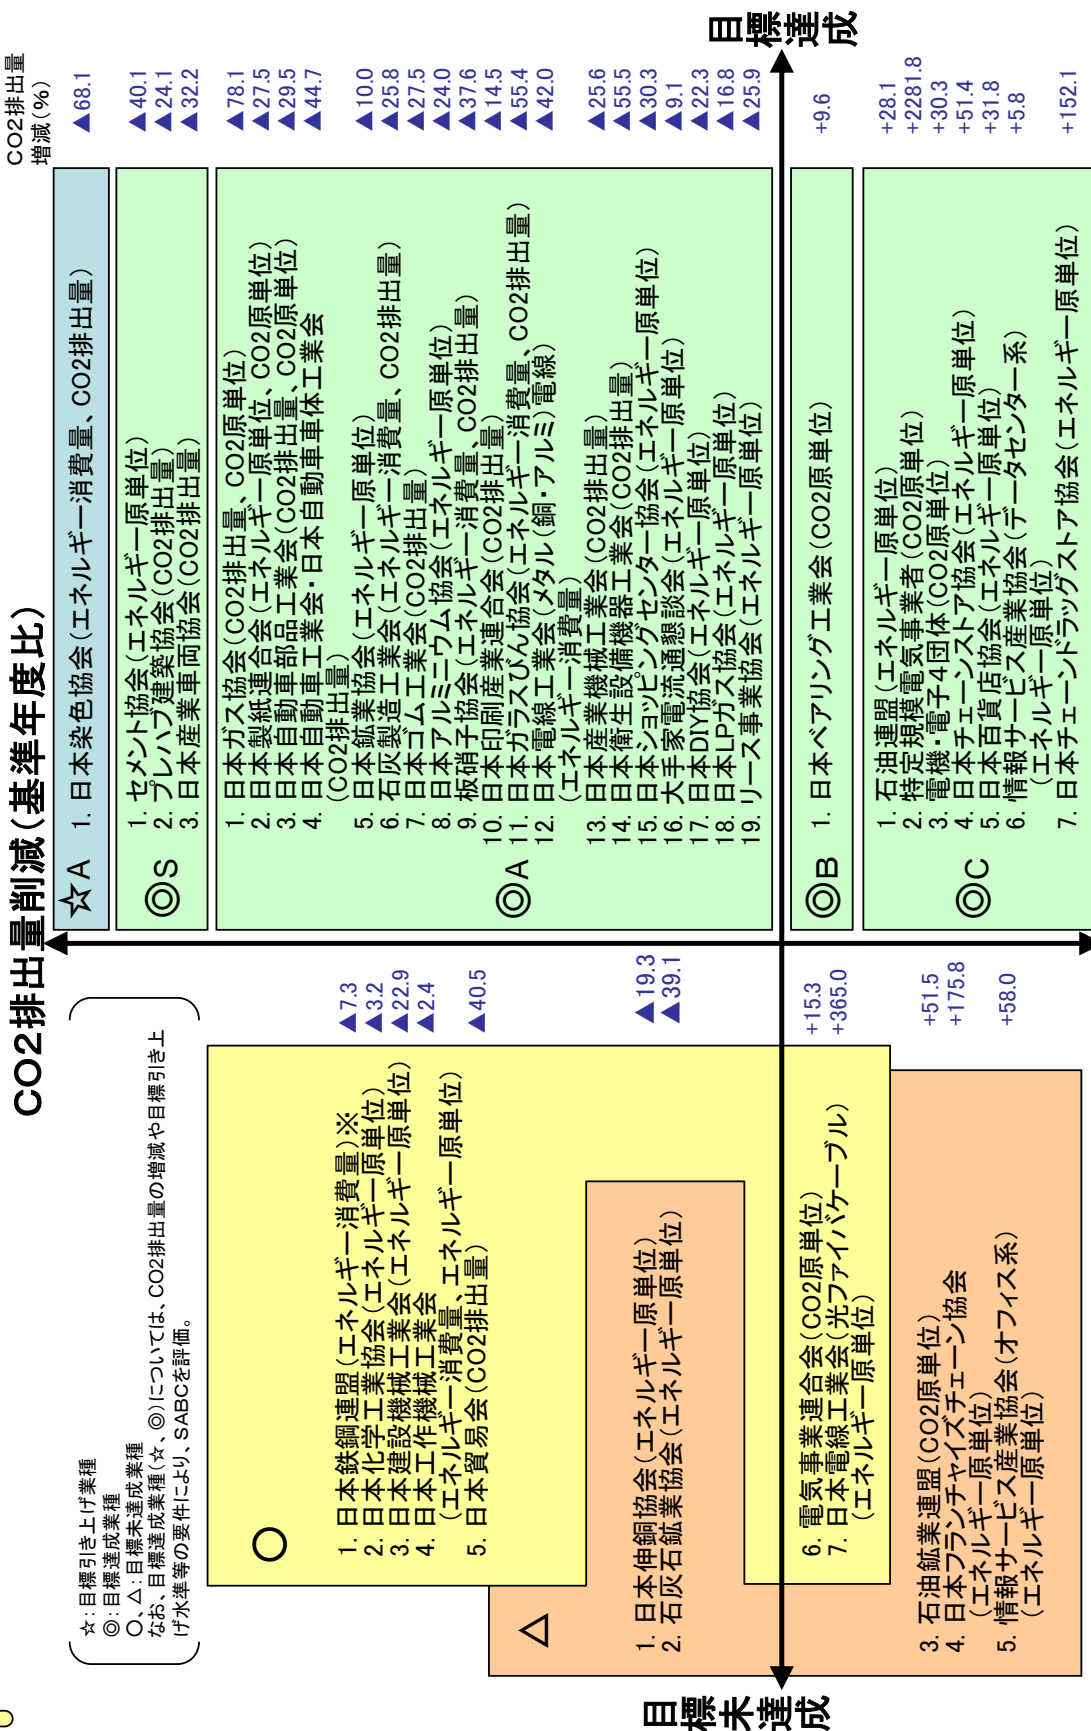 CO2排出量削減(基準年度比)
CO2排出量
増減(%)
☆:目標引き上げ業種
◎:目標達成業種
○、△:目標未達成業種
なお、目標達成業種(☆、◎)については、CO2排出量の増減や目標引き上
げ水準等の要件により、SABCを評価。
☆A
1. 日本染色協会(エネルギー消費量、CO2排出量)
▲68.1
◎S
1. セメント協会(エネルギー原単位)
▲40.1
2. プレハブ建築協会(CO2排出量)
▲24.1
3. 日本産業車両協会(CO2排出量)
▲32.2
◎A
1. 日本ガス協会(CO2排出量、CO2原単位)
▲78.1
2. 日本製紙連合会(エネルギー原単位、CO2原単位)
▲27.5
3. 日本自動車部品工業会(CO2排出量、CO2原単位)
▲29.5
4. 日本自動車工業会・日本自動車車体工業会
(CO2排出量)
▲44.7
5. 日本鉱業協会(エネルギー原単位)
▲10.0
6. 石灰製造工業会(エネルギー消費量、CO2排出量)
▲25.8
7. 日本ゴム工業会(CO2排出量)
▲27.5
8. 日本アルミニウム協会(エネルギー原単位)
▲24.0
9. 板硝子協会(エネルギー消費量、CO2排出量)
▲37.6
10. 日本印刷産業連合会(CO2排出量)
▲14.5
11. 日本ガラスびん協会(エネルギー消費量、CO2排出量)
▲55.4
12. 日本電線工業会(メタル(銅・アルミ)電線)
(エネルギー消費量)
▲42.0
13. 日本産業機械工業会(CO2排出量)
▲25.6
14. 日本衛生設備機器工業会(CO2排出量)
▲55.5
15. 日本ショッピングセンター協会(エネルギー原単位)
▲30.3
16. 大手家電流通懇談会(エネルギー原単位)
▲9.1
17. 日本DIY協会(エネルギー原単位)
▲22.3
18. 日本LPガス協会(エネルギー原単位)
▲16.8
19. リース事業協会(エネルギー原単位)
▲25.9
目標達成
◎B
1. 日本ベアリング工業会(CO2原単位)
+9.6
◎C
1. 石油連盟(エネルギー原単位)
+28.1
2. 特定規模電気事業者(CO2原単位)
+2281.8
3. 電機・電子4団体(CO2原単位)
+30.3
4. 日本チェーンストア協会(エネルギー原単位)
+51.4
5. 日本百貨店協会(エネルギー原単位)
+31.8
6. 情報サービス産業協会(データセンター系)
(エネルギー原単位)
+5.8
7. 日本チェーンドラッグストア協会(エネルギー原単位)
+152.1
○
1. 日本鉄鋼連盟(エネルギー消費量)※
▲7.3
2. 日本化学工業協会(エネルギー原単位)
▲3.2
3. 日本建設機械工業会(エネルギー原単位)
▲22.9
4. 日本工作機械工業会
(エネルギー消費量、エネルギー原単位)
▲2.4
5. 日本貿易会(CO2排出量)
▲40.5
6. 電気事業連合会(CO2原単位)
+15.3
7. 日本電線工業会(光ファイバケーブル)
(エネルギー原単位)
+365.0
△
1. 日本伸銅協会(エネルギー原単位)
▲19.3
2. 石灰石鉱業協会(エネルギー原単位)
▲39.1
3. 石油鉱業連盟(CO2原単位)
+51.5
4. 日本フランチャイズチェーン協会
(エネルギー原単位)
+175.8
5. 情報サービス産業協会(オフィス系)
(エネルギー原単位)
+58.0
目標未達成